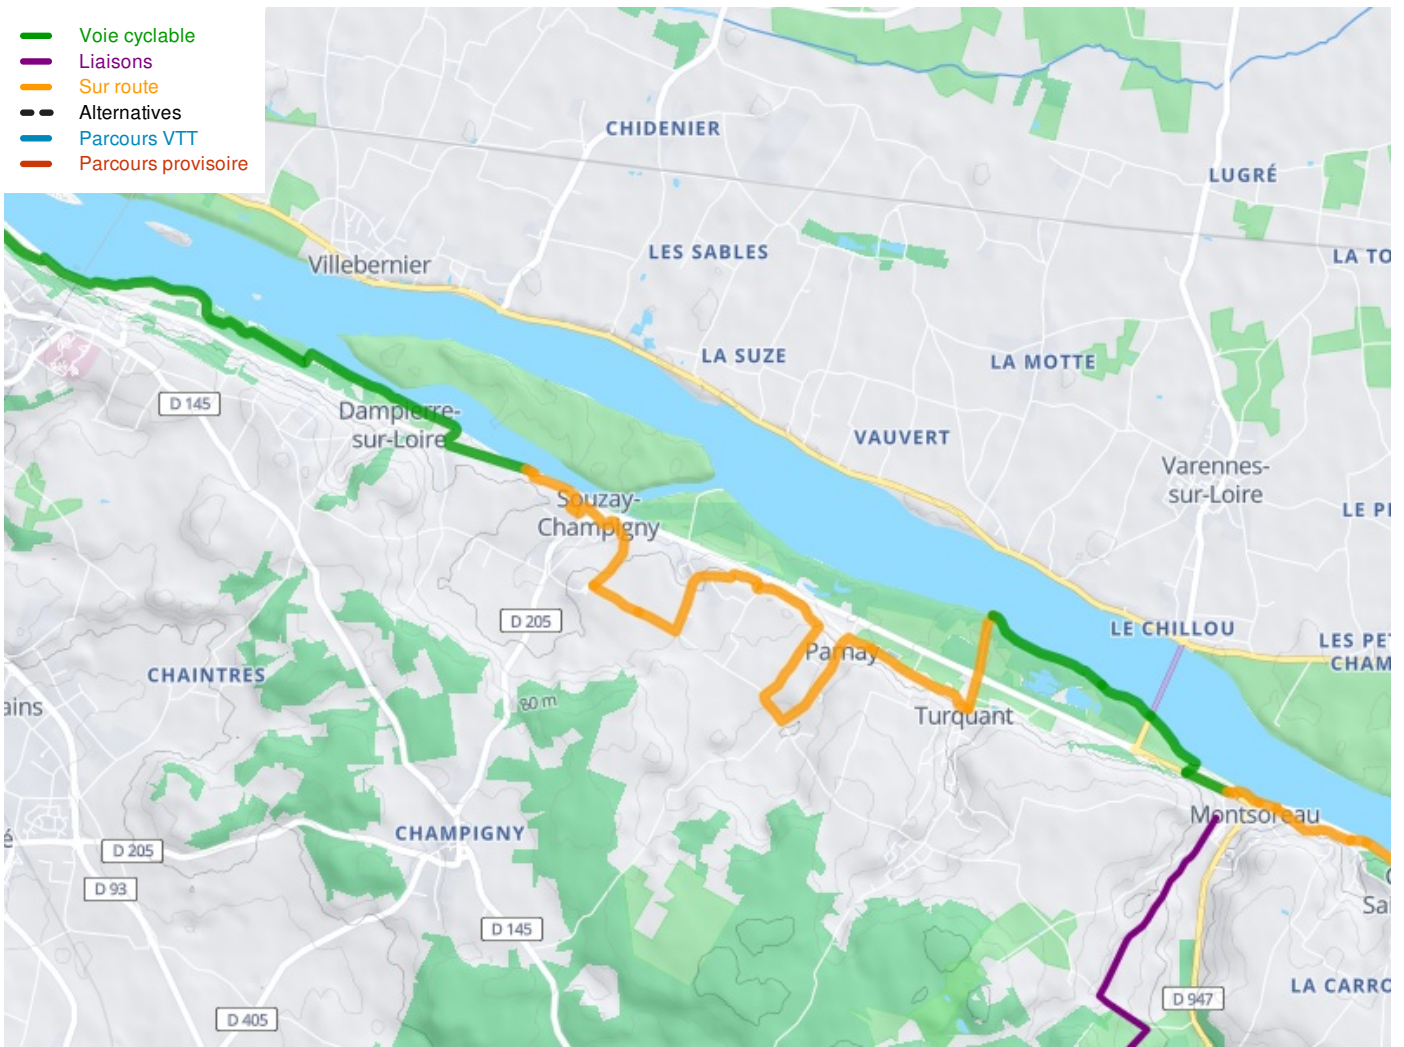 Voie cyclable
Liaisons
Sur route
Alternatives
Parcours VTT
Parcours provisoire
CHIDENIER
LUGRÉ
LES SABLES
LA TO
Villebernier
LA SUZE
LA MOTTE
D 145
Dampierre-
sur-Loire
VAUVERT
Varennes-
sur-Loire
Souzay-
Champigny
LE P
D 205
LE CHILLOU
LES PE
CHAM
Parnay
CHAINTRES
ains
80 m
Turquant
Montsoreau
CHAMPIGNY
é
D 205
D 93
Sa
D 145
LA CARRO
D 947
D 405